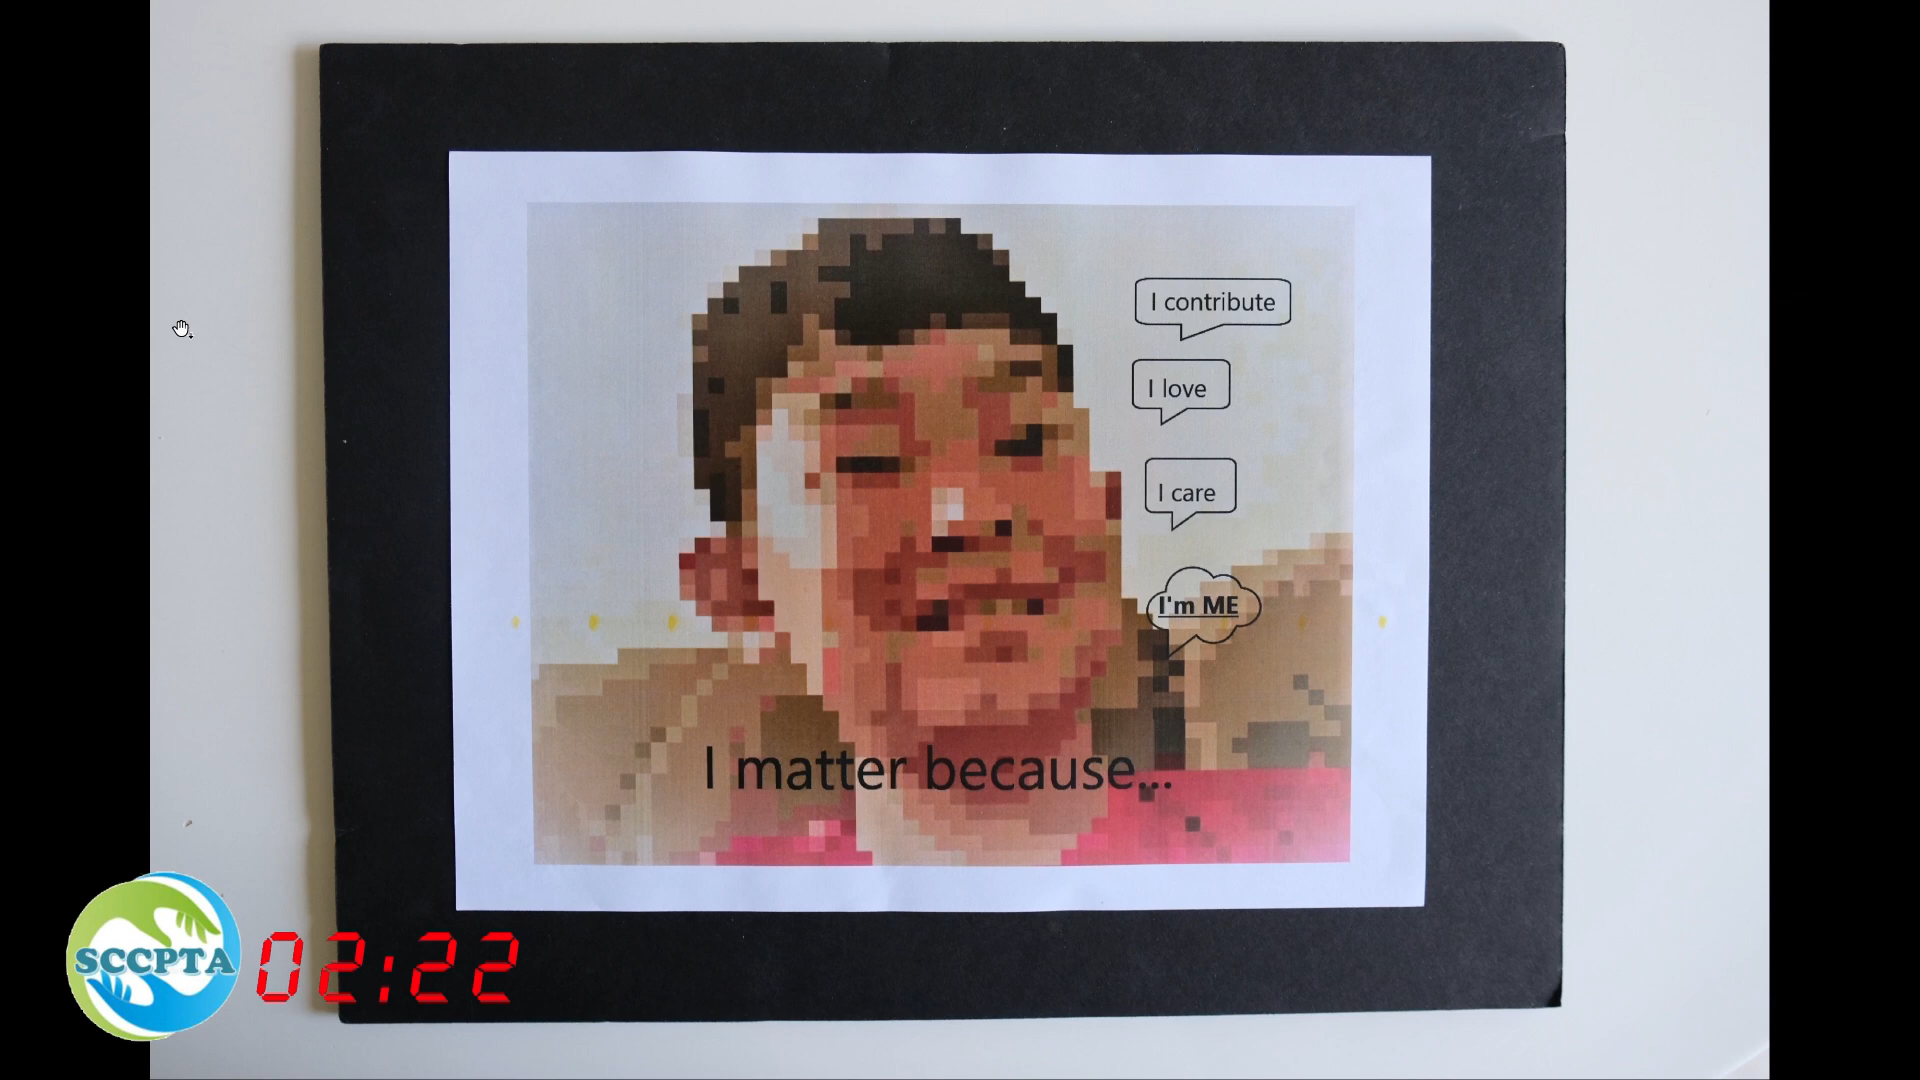 I contribute
I love
I care
I'm ME
I matter because...
SCCPTA
02:22